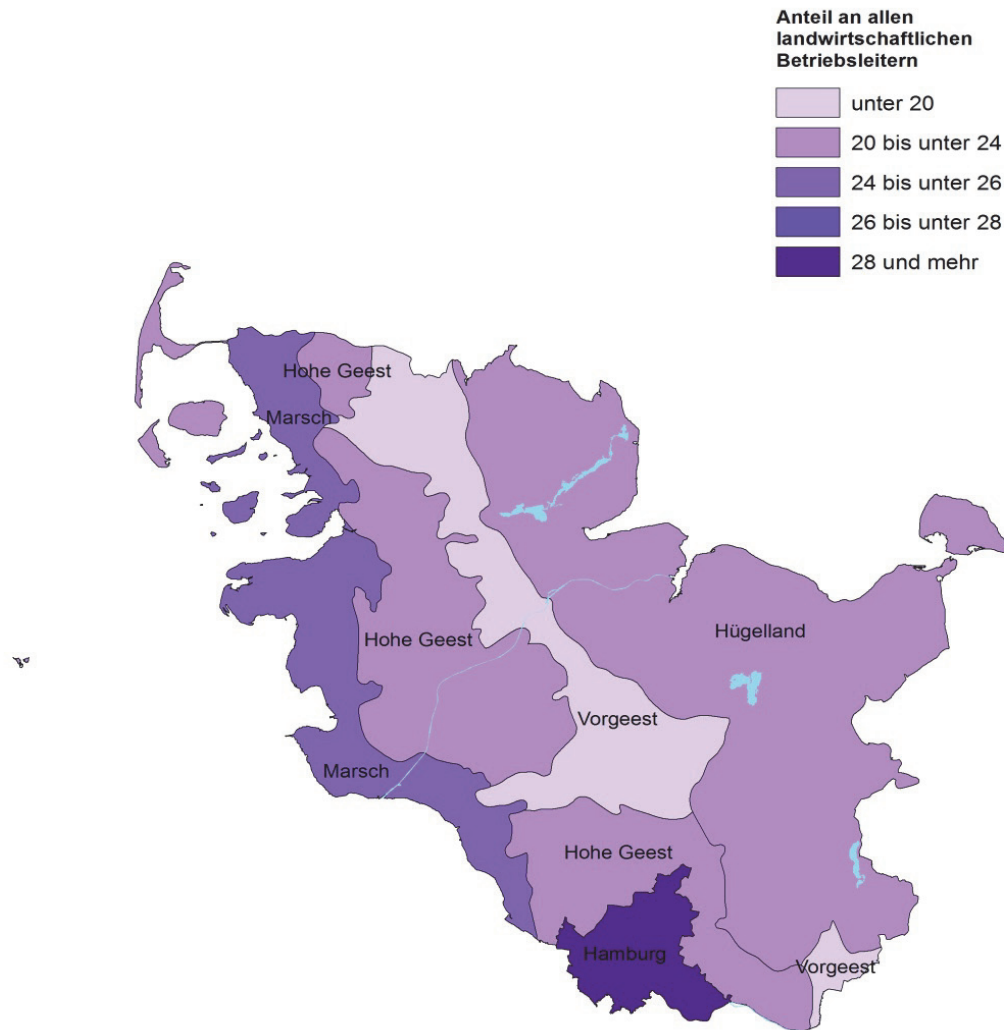 Anteil an allen
landwirtschaftlichen
Betriebsleitern
unter 20
20 bis unter 24
24 bis unter 26
26 bis unter 28
28 und mehr
Hohe Geest
Marsch
Hohe Geest
Hügelland
Vorgeest
Marsch
Hohe Geest
Hamburg
Vorgeest